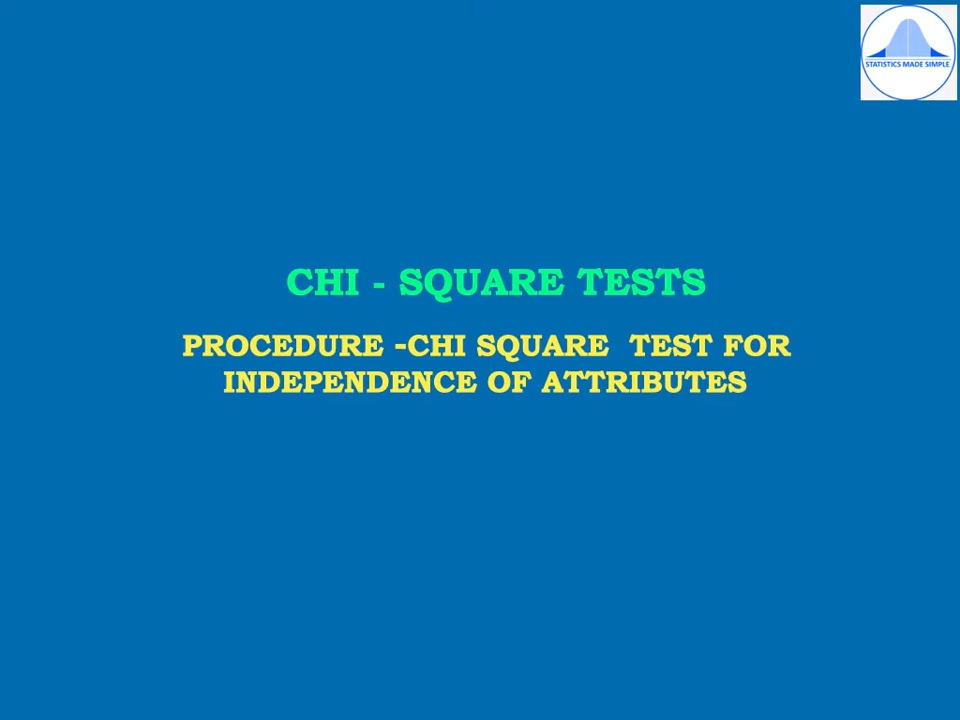 STATISTICS MADE SIMPLE
CHI - SQUARE TESTS
PROCEDURE -CHI SQUARE TEST FOR
INDEPENDENCE OF ATTRIBUTES